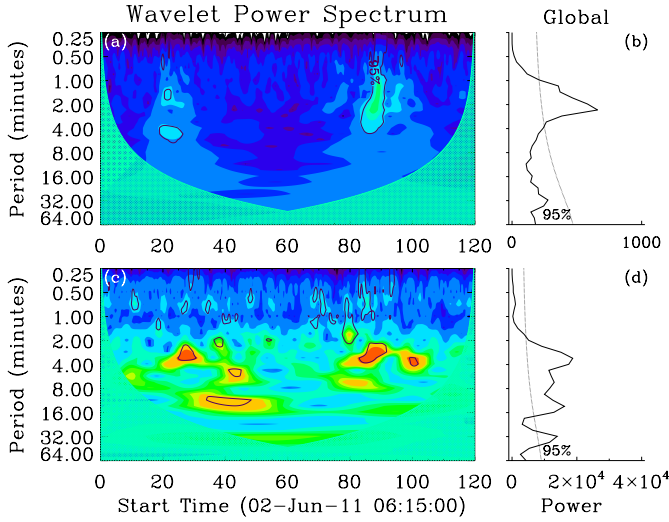 Wavelet Power Spectrum
Global
(a)
95%
Period (minutes)
0.25
0.50
1.00
2.00
4.00
8.00
16.00
32.00
64.00
0 20 40 60 80 100 120
(b)
95%
0 1000
(c)
Period (minutes)
0.25
0.50
1.00
2.00
4.00
8.00
16.00
32.00
64.00
0 20 40 60 80 100 120
Start Time (02-Jun-11 06:15:00)
(d)
95%
0 2×10⁴ 4×10⁴
Power